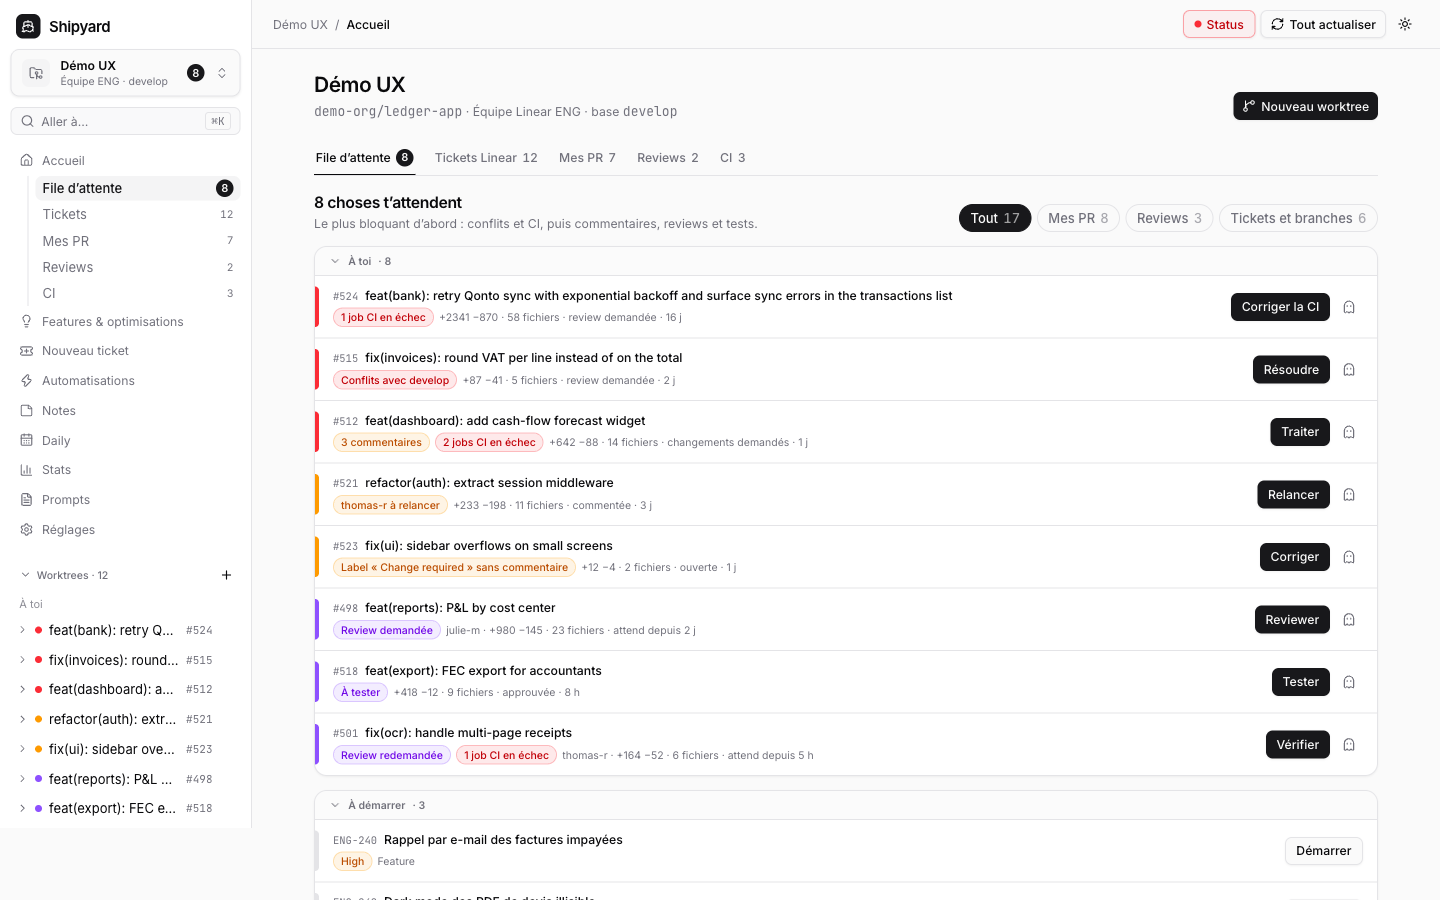 Shipyard
Démo UX
Équipe ENG · develop
8
Aller à…
⌘K
Accueil
File d’attente 8
Tickets 12
Mes PR 7
Reviews 2
CI 3
Features & optimisations
Nouveau ticket
Automatisations
Notes
Daily
Stats
Prompts
Réglages
Worktrees · 12
À toi
feat(bank): retry Q… #524
fix(invoices): round… #515
feat(dashboard): a… #512
refactor(auth): extr… #521
fix(ui): sidebar ove… #523
feat(reports): P&L … #498
feat(export): FEC e… #518
Démo UX / Accueil
Status
Tout actualiser
Démo UX
demo-org/ledger-app · Équipe Linear ENG · base develop
Nouveau worktree
File d’attente 8 Tickets Linear 12 Mes PR 7 Reviews 2 CI 3
8 choses t’attendent
Le plus bloquant d’abord : conflits et CI, puis commentaires, reviews et tests.
Tout 17 Mes PR 8 Reviews 3 Tickets et branches 6
À toi · 8
#524 feat(bank): retry Qonto sync with exponential backoff and surface sync errors in the transactions list
1 job CI en échec +2341 −870 · 58 fichiers · review demandée · 16 j
Corriger la CI
#515 fix(invoices): round VAT per line instead of on the total
Conflits avec develop +87 −41 · 5 fichiers · review demandée · 2 j
Résoudre
#512 feat(dashboard): add cash-flow forecast widget
3 commentaires 2 jobs CI en échec +642 −88 · 14 fichiers · changements demandés · 1 j
Traiter
#521 refactor(auth): extract session middleware
thomas-r à relancer +233 −198 · 11 fichiers · commentée · 3 j
Relancer
#523 fix(ui): sidebar overflows on small screens
Label « Change required » sans commentaire +12 −4 · 2 fichiers · ouverte · 1 j
Corriger
#498 feat(reports): P&L by cost center
Review demandée julie-m · +980 −145 · 23 fichiers · attend depuis 2 j
Reviewer
#518 feat(export): FEC export for accountants
À tester +418 −12 · 9 fichiers · approuvée · 8 h
Tester
#501 fix(ocr): handle multi-page receipts
Review redemandée 1 job CI en échec thomas-r · +164 −52 · 6 fichiers · attend depuis 5 h
Vérifier
À démarrer · 3
ENG-240 Rappel par e-mail des factures impayées
High Feature
Démarrer